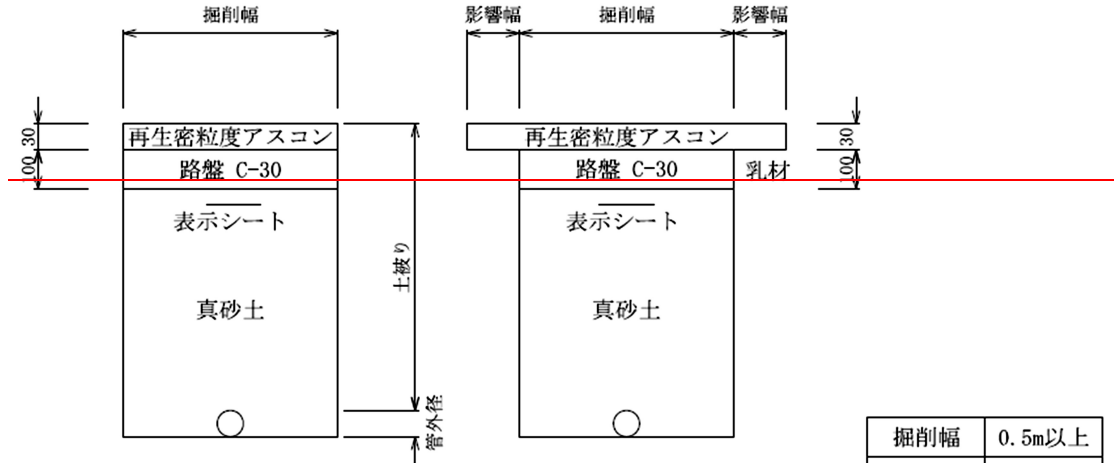 掘削幅
影響幅 掘削幅 影響幅
30
再生密粒度アスコン
再生密粒度アスコン
30
100
路盤 C-30
路盤 C-30
乳材
100
表示シート
表示シート
土被り
真砂土
真砂土
管外径
掘削幅 0.5m以上